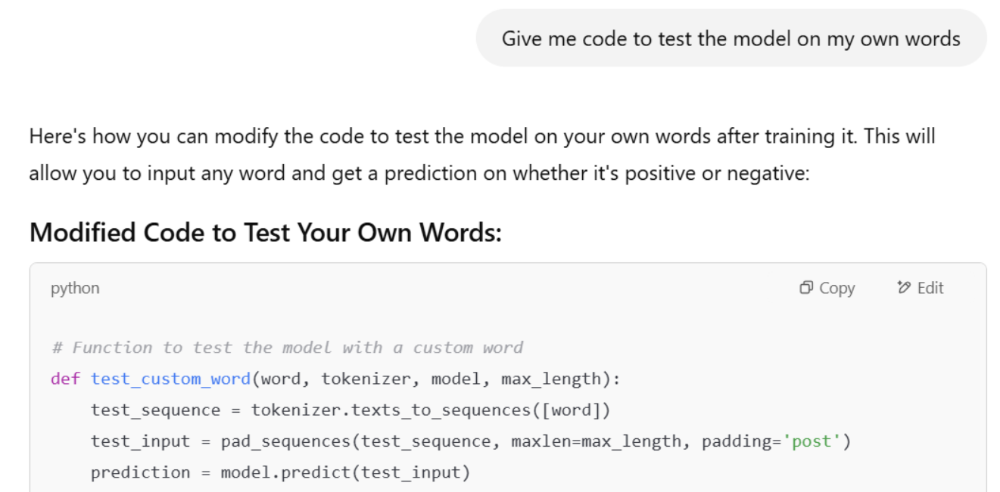 Give me code to test the model on my own words
Here's how you can modify the code to test the model on your own words after training it. This will
allow you to input any word and get a prediction on whether it's positive or negative:
Modified Code to Test Your Own Words:
python Copy Edit
# Function to test the model with a custom word
def test_custom_word(word, tokenizer, model, max_length):
    test_sequence = tokenizer.texts_to_sequences([word])
    test_input = pad_sequences(test_sequence, maxlen=max_length, padding='post')
    prediction = model.predict(test_input)